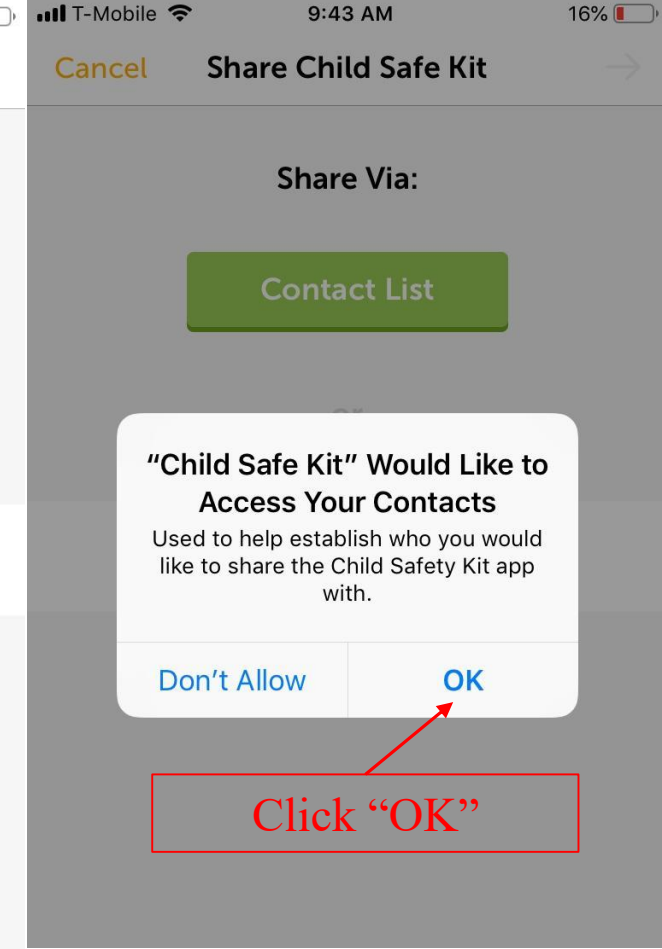 T-Mobile 9:43 AM 16%
Cancel Share Child Safe Kit →
Share Via:
Contact List
“Child Safe Kit” Would Like to
Access Your Contacts
Used to help establish who you would
like to share the Child Safety Kit app
with.
Don’t Allow OK
Click “OK”